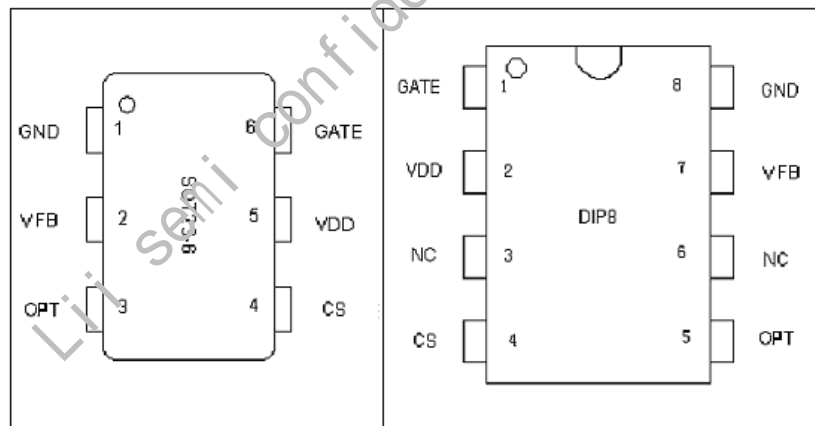 GND 1 6 GATE
VFB 2 5 VDD
OPT 3 4 CS
SOT23-6
GATE 1 8 GND
VDD 2 7 VFB
DIP8
NC 3 6 NC
CS 4 5 OPT
Lii semi confide